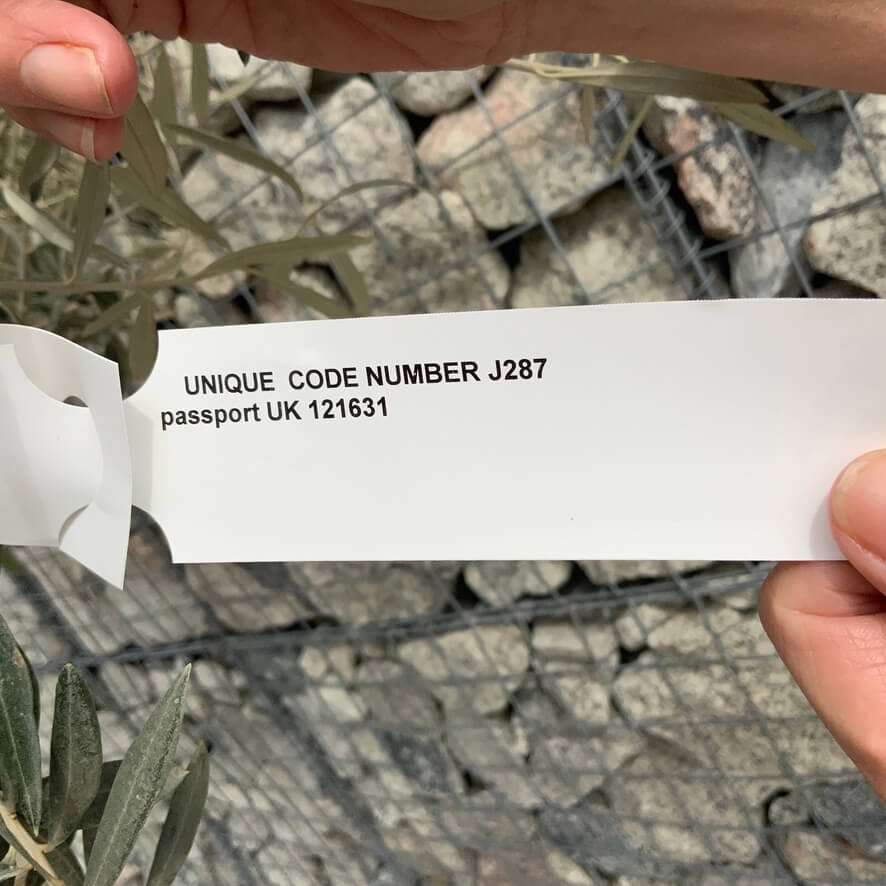 UNIQUE  CODE NUMBER J287
passport UK 121631